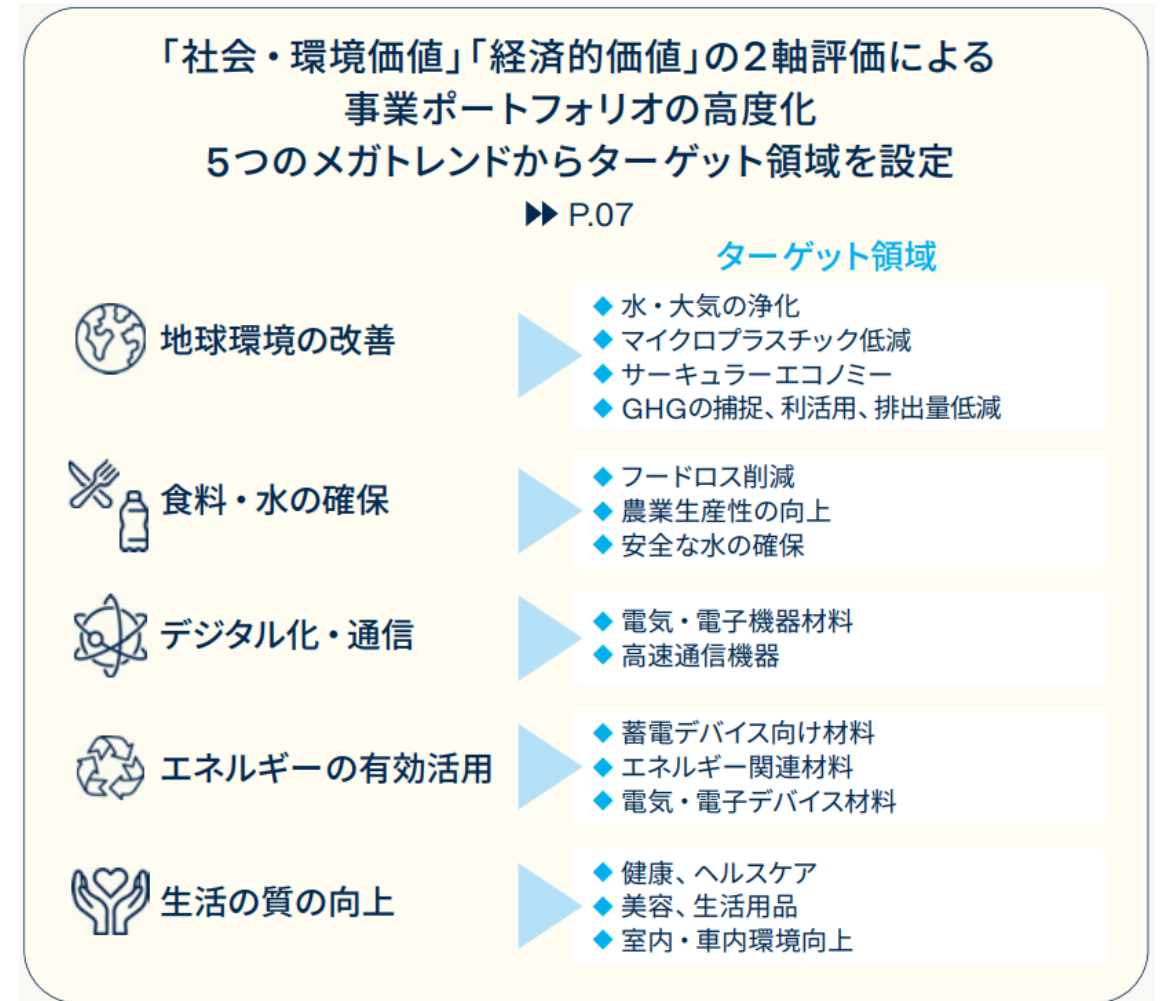 「社会・環境価値」「経済的価値」の2軸評価による
事業ポートフォリオの高度化
5つのメガトレンドからターゲット領域を設定
▶▶ P.07
ターゲット領域
地球環境の改善
◆ 水・大気の浄化
◆ マイクロプラスチック低減
◆ サーキュラーエコノミー
◆ GHGの捕捉、利活用、排出量低減
食料・水の確保
◆ フードロス削減
◆ 農業生産性の向上
◆ 安全な水の確保
デジタル化・通信
◆ 電気・電子機器材料
◆ 高速通信機器
エネルギーの有効活用
◆ 蓄電デバイス向け材料
◆ エネルギー関連材料
◆ 電気・電子デバイス材料
生活の質の向上
◆ 健康、ヘルスケア
◆ 美容、生活用品
◆ 室内・車内環境向上